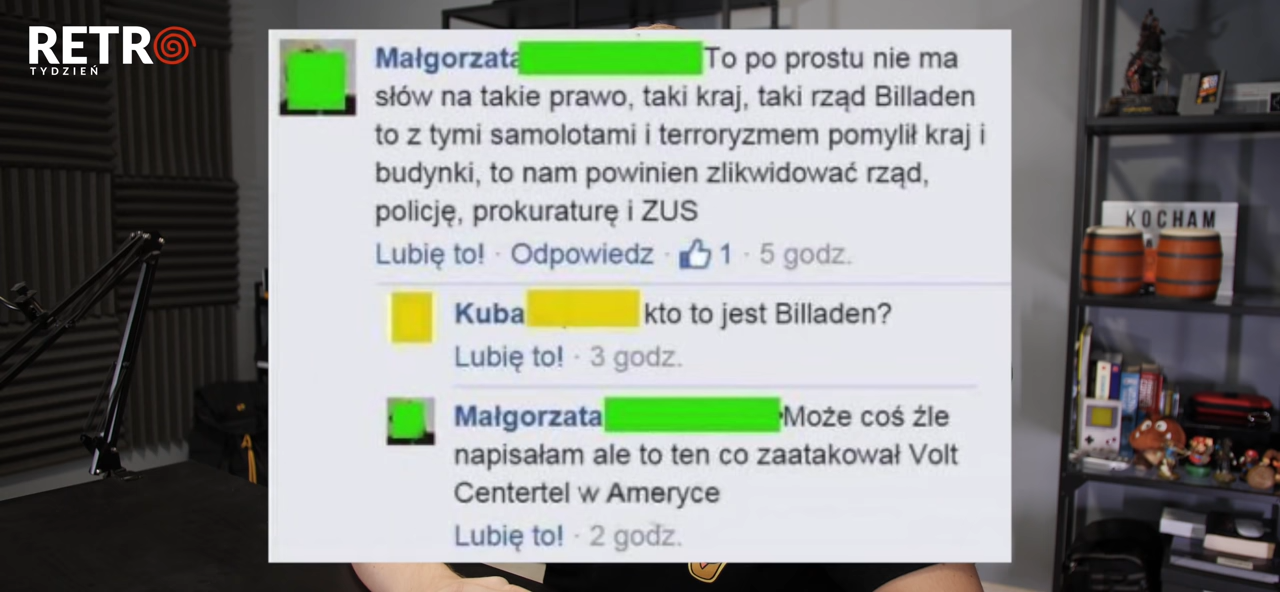 RETRO
TYDZIEŃ
Małgorzata To po prostu nie ma
słów na takie prawo, taki kraj, taki rząd Billaden
to z tymi samolotami i terroryzmem pomylił kraj i
budynki, to nam powinien zlikwidować rząd,
policję, prokuraturę i ZUS
Lubię to! · Odpowiedz · 1 · 5 godz.
Kuba kto to jest Billaden?
Lubię to! · 3 godz.
Małgorzata Może coś żle
napisałam ale to ten co zaatakował Volt
Centertel w Ameryce
Lubię to! · 2 godz.
KOCHAM